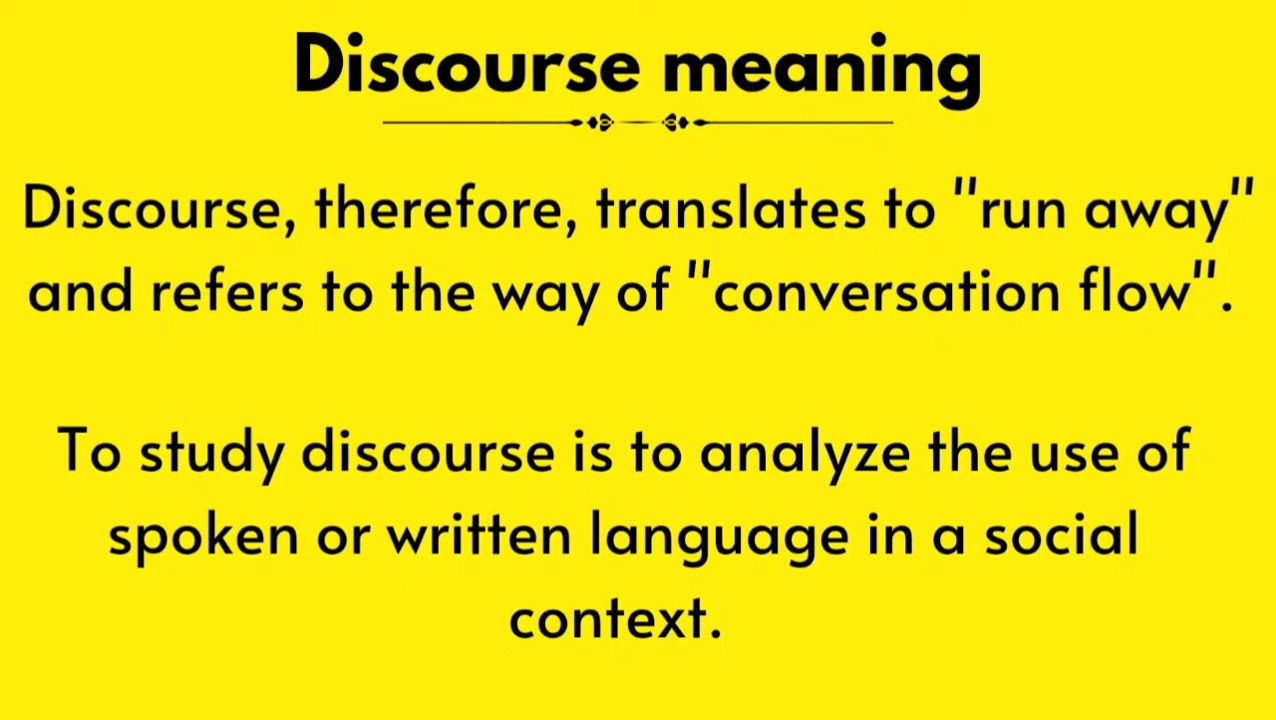 Discourse meaning
Discourse, therefore, translates to "run away"
and refers to the way of "conversation flow".
To study discourse is to analyze the use of
spoken or written language in a social
context.